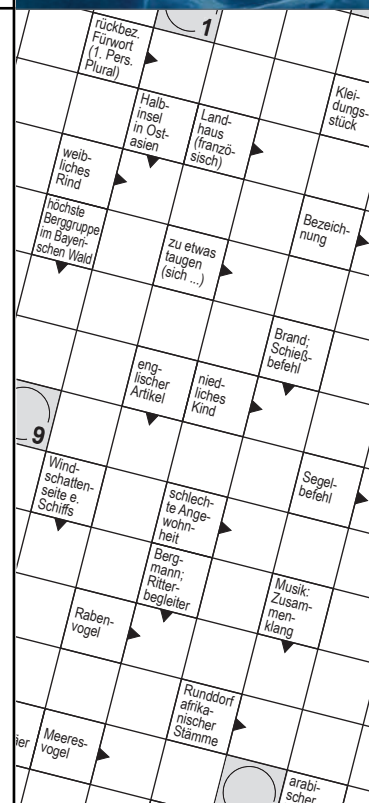 1
rückbez.
Fürwort
(1. Pers.
Plural)
Klei-
dungs-
stück
Halb-
insel
in Ost-
asien
Land-
haus
(franzö-
sisch)
weib-
liches
Rind
höchste
Berggruppe
im Bayeri-
schen Wald
Bezeich-
nung
zu etwas
taugen
(sich ...)
Brand;
Schieß-
befehl
eng-
lischer
Artikel
nied-
liches
Kind
9
Wind-
schatten-
seite e.
Schiffs
Segel-
befehl
schlech-
te Ange-
wohn-
heit
Berg-
mann;
Ritter-
begleiter
Musik:
Zusam-
men-
klang
Raben-
vogel
Runddorf
afrika-
nischer
Stämme
Meeres-
vogel
arabi-
scher